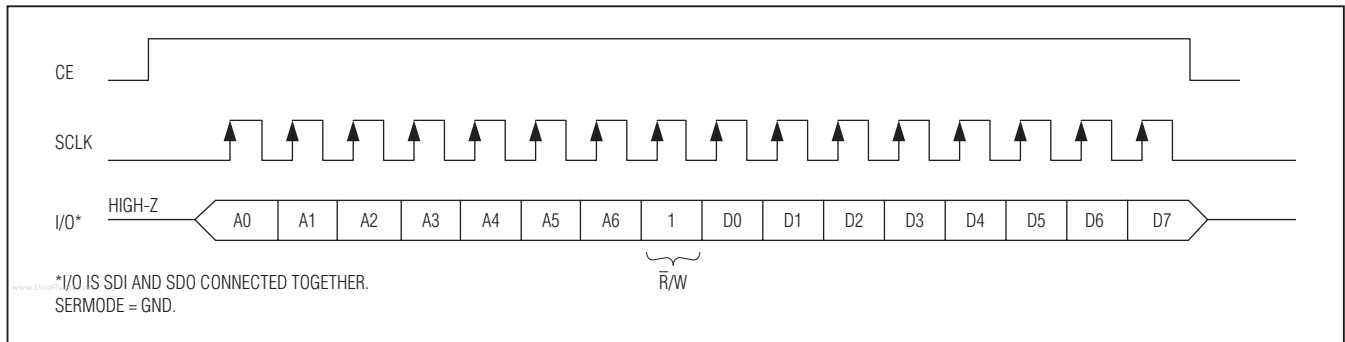 CE
SCLK
I/O*
HIGH-Z
A0 A1 A2 A3 A4 A5 A6 1 D0 D1 D2 D3 D4 D5 D6 D7
R̅/W
*I/O IS SDI AND SDO CONNECTED TOGETHER.
SERMODE = GND.